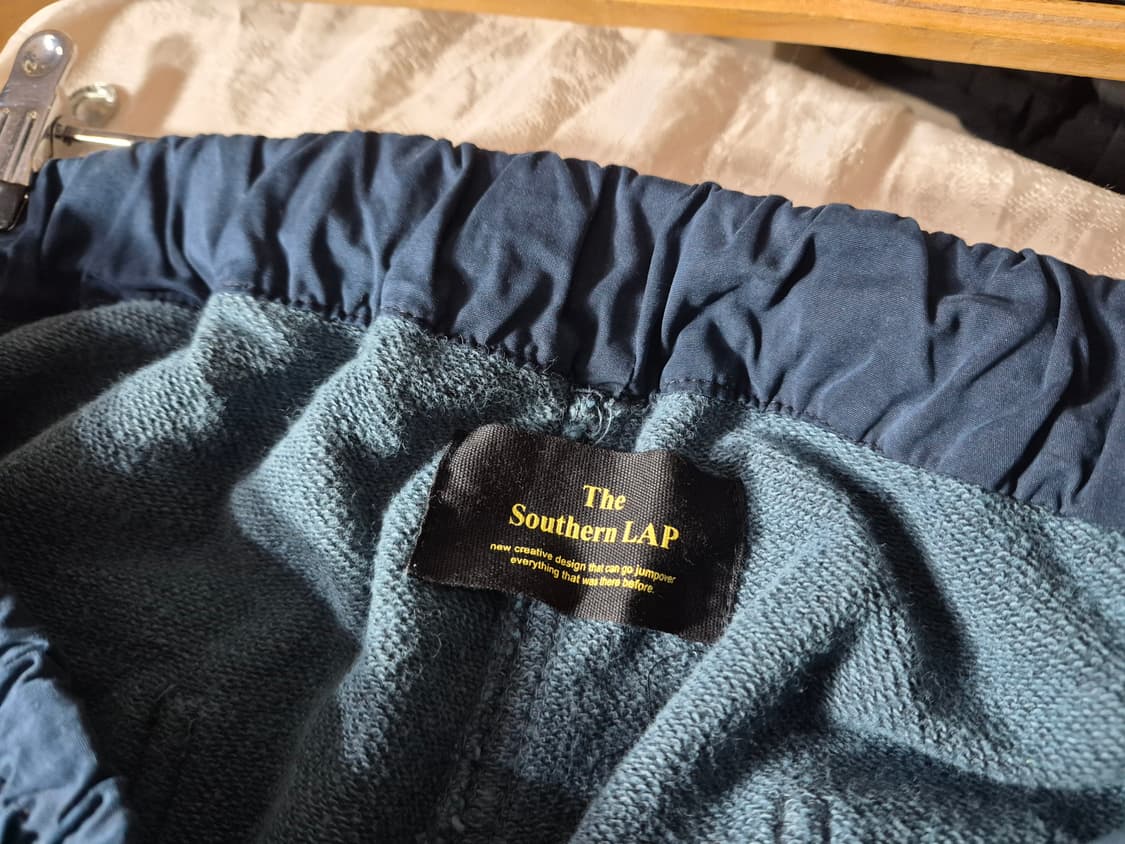 The
Southern LAP
new creative design that can go jumpover
everything that was there before.